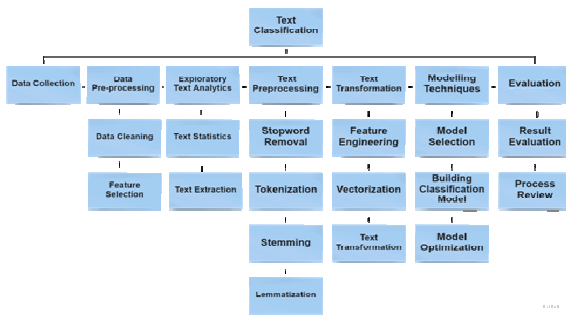 Text
Classification
Data Collection
Data
Pre-processing
Exploratory
Text Analytics
Text
Preprocessing
Text
Transformation
Modelling
Techniques
Evaluation
Data Cleaning
Text Statistics
Stopword
Removal
Feature
Engineering
Model
Selection
Result
Evaluation
Feature
Selection
Text Extraction
Tokenization
Vectorization
Building
Classification
Model
Process
Review
Stemming
Text
Transformation
Model
Optimization
Lemmatization